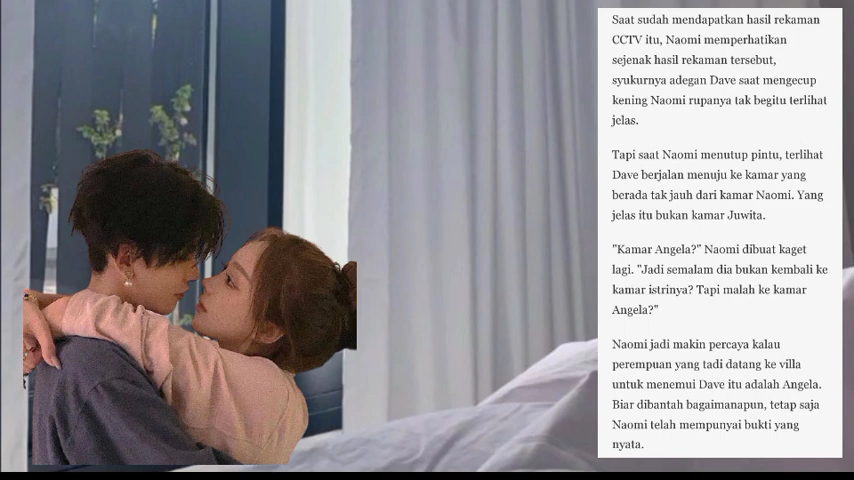 Saat sudah mendapatkan hasil rekaman
CCTV itu, Naomi memperhatikan
sejenak hasil rekaman tersebut,
syukurnya adegan Dave saat mengecup
kening Naomi rupanya tak begitu terlihat
jelas.
Tapi saat Naomi menutup pintu, terlihat
Dave berjalan menuju ke kamar yang
berada tak jauh dari kamar Naomi. Yang
jelas itu bukan kamar Juwita.
"Kamar Angela?" Naomi dibuat kaget
lagi. "Jadi semalam dia bukan kembali ke
kamar istrinya? Tapi malah ke kamar
Angela?"
Naomi jadi makin percaya kalau
perempuan yang tadi datang ke villa
untuk menemui Dave itu adalah Angela.
Biar dibantah bagaimanapun, tetap saja
Naomi telah mempunyai bukti yang
nyata.